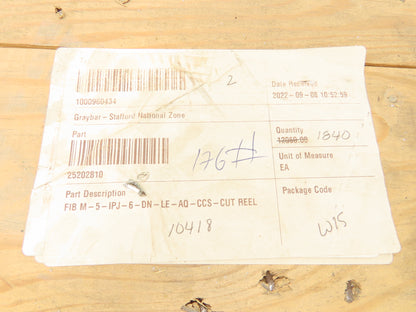 2
Date Received
1000960434
2022-09-08 10:52:59
Graybar - Stafford National Zone
Part
Quantity
12060.00 1840
176#
Unit of Measure
EA
25202810
Part Description
Package Code
FIB M-5-IPJ-6-DN-LE-AQ-CCS-CUT REEL
10418
W15